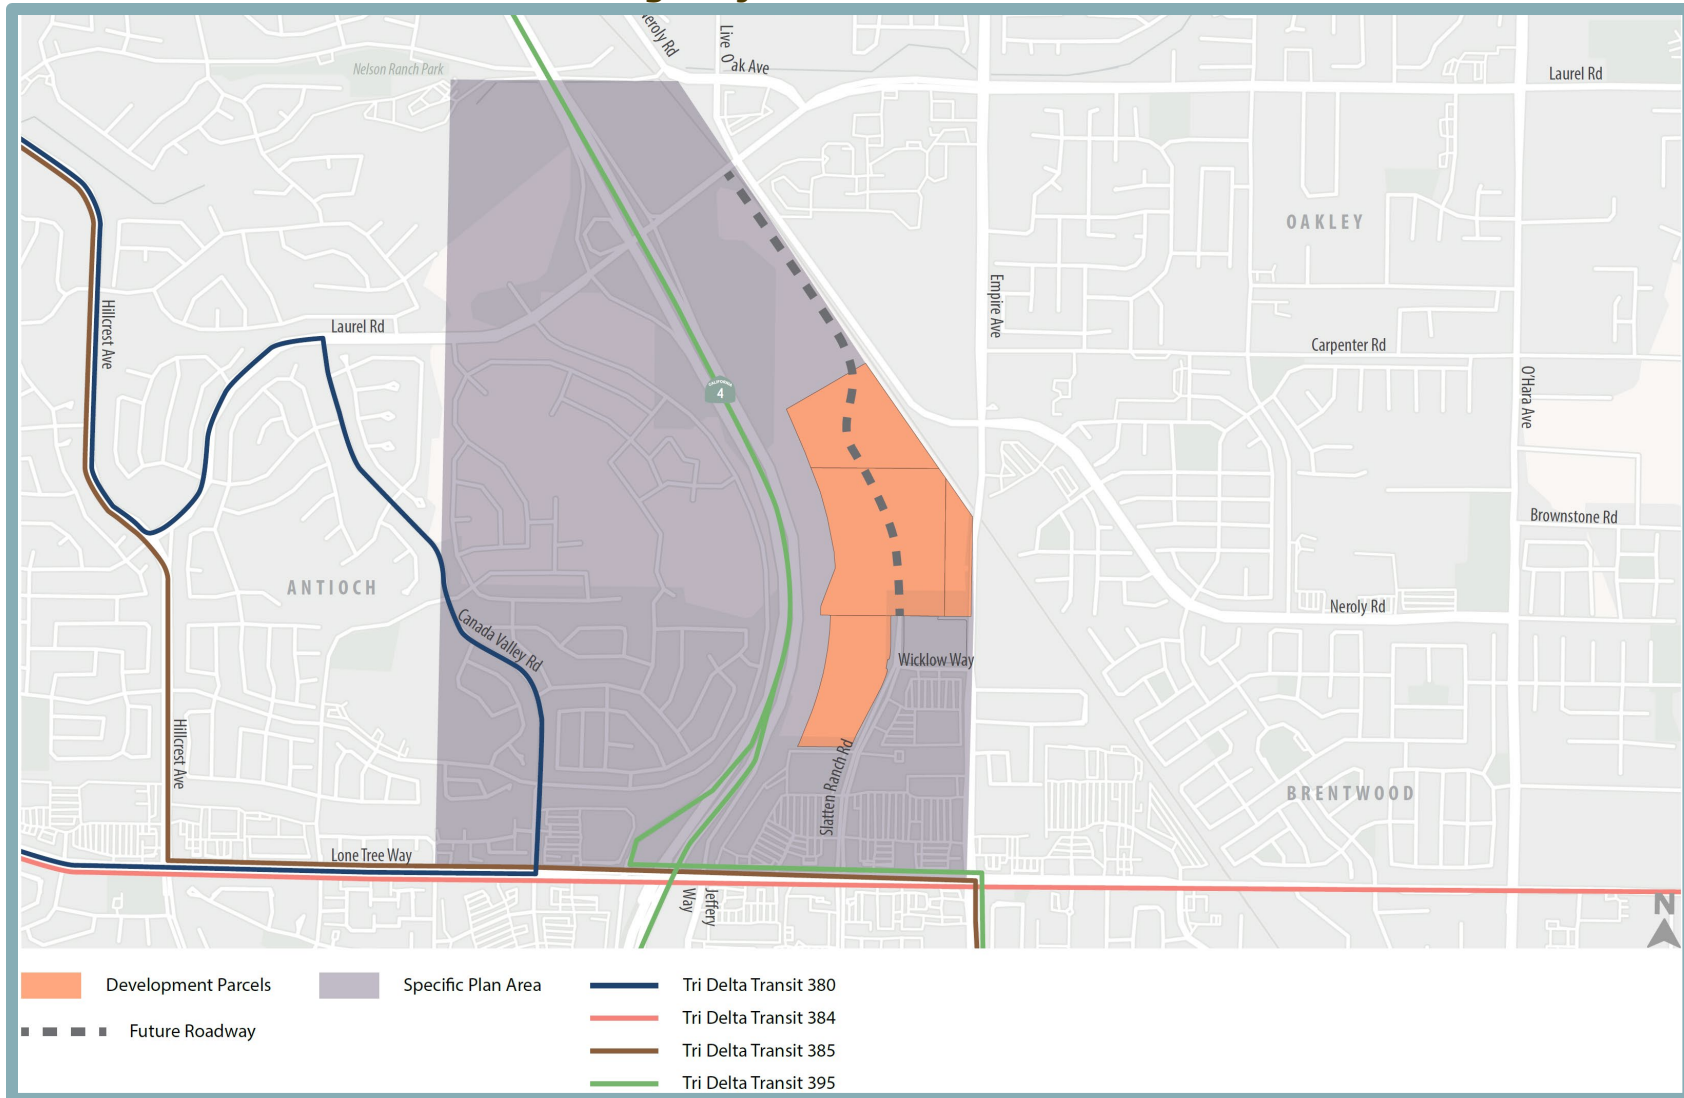 Neroly Rd
Live Oak Ave
Nelson Ranch Park
Laurel Rd
OAKLEY
Hillcrest Ave
Empire Ave
Laurel Rd
Carpenter Rd
O'Hara Ave
CALIFORNIA
4
Brownstone Rd
ANTIOCH
Neroly Rd
Canada Valley Rd
Wicklow Way
Hillcrest Ave
Slatten Ranch Rd
BRENTWOOD
Lone Tree Way
Jeffery
Way
N
Development Parcels
Specific Plan Area
Tri Delta Transit 380
Tri Delta Transit 384
Future Roadway
Tri Delta Transit 385
Tri Delta Transit 395